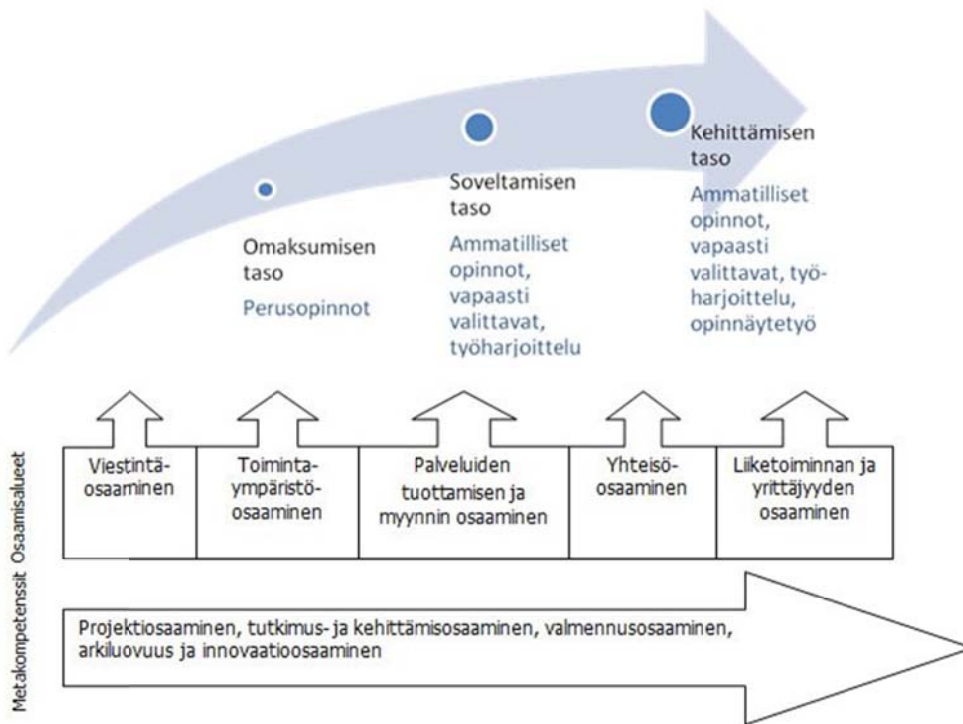 Omaksumisen
taso
Perusopinnot
Soveltamisen
taso
Ammatilliset
opinnot,
vapaasti
valittavat,
työharjoittelu
Kehittämisen
taso
Ammatilliset
opinnot,
vapaasti
valittavat, työ-
harjoittelu,
opinnäytetyö
Osaamisalueet
Viestintä-
osaaminen
Toiminta-
ympäristö-
osaaminen
Palveluiden
tuottamisen ja
myynnin osaaminen
Yhteisö-
osaaminen
Liiketoiminnan ja
yrittäjyyden
osaaminen
Metakompetenssit
Projektiosaaminen, tutkimus- ja kehittämisosaaminen, valmennusosaaminen,
arkiluovuus ja innovaatioosaaminen